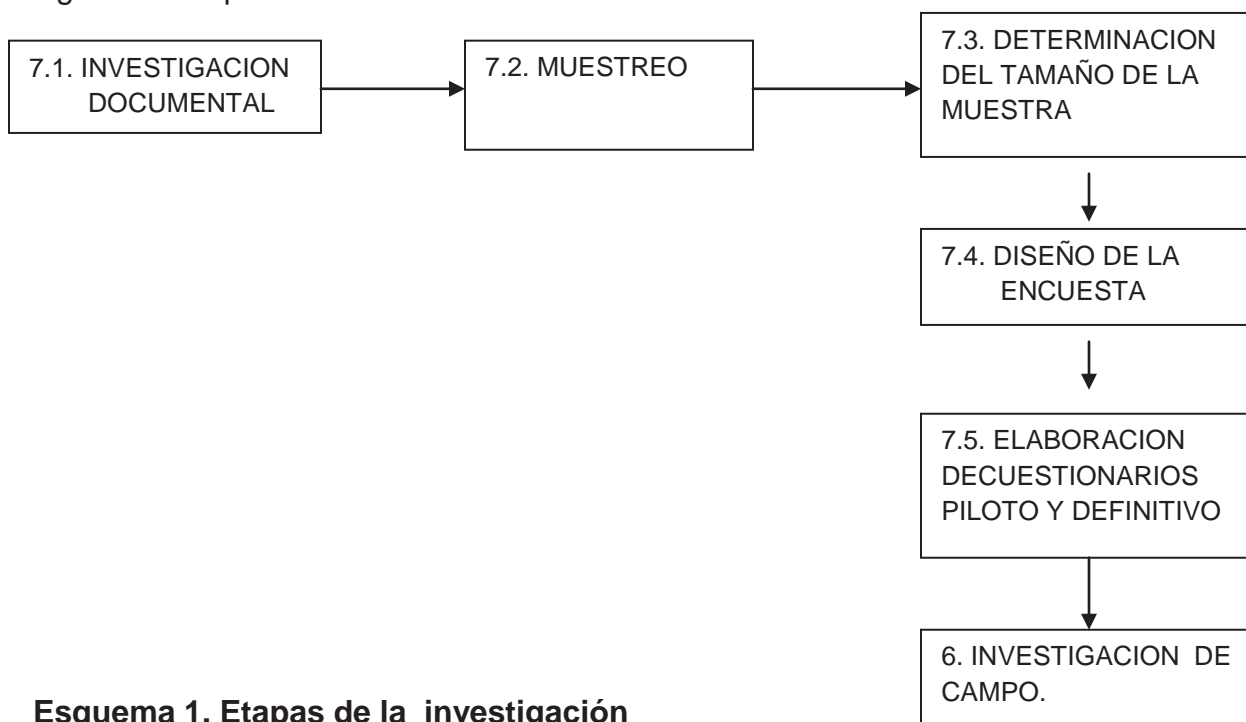 7.1. INVESTIGACION
DOCUMENTAL
7.2. MUESTREO
7.3. DETERMINACION
DEL TAMAÑO DE LA
MUESTRA
7.4. DISEÑO DE LA
ENCUESTA
7.5. ELABORACION
DECUESTIONARIOS
PILOTO Y DEFINITIVO
6. INVESTIGACION DE
CAMPO.
Esquema 1. Etapas de la investigación